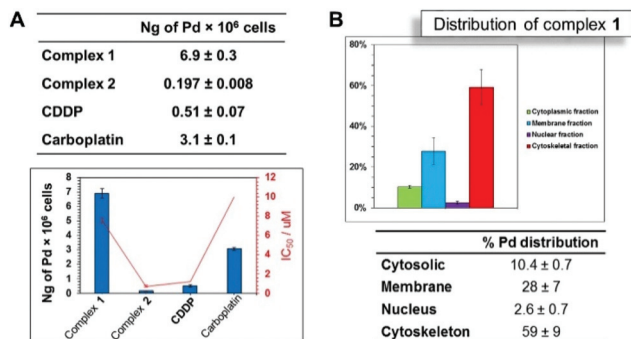 A
Ng of Pd × 10⁶ cells
Complex 1 6.9 ± 0.3
Complex 2 0.197 ± 0.008
CDDP 0.51 ± 0.07
Carboplatin 3.1 ± 0.1
Ng of Pd × 10⁶ cells
8
7
6
5
4
3
2
1
0
12
10
8
6
4
2
0
IC₅₀ / uM
Complex 1
Complex 2
CDDP
Carboplatin
B
Distribution of complex 1
80%
60%
40%
20%
0%
Cytoplasmic fraction
Membrane fraction
Nuclear fraction
Cytoskeletal fraction
% Pd distribution
Cytosolic 10.4 ± 0.7
Membrane 28 ± 7
Nucleus 2.6 ± 0.7
Cytoskeleton 59 ± 9